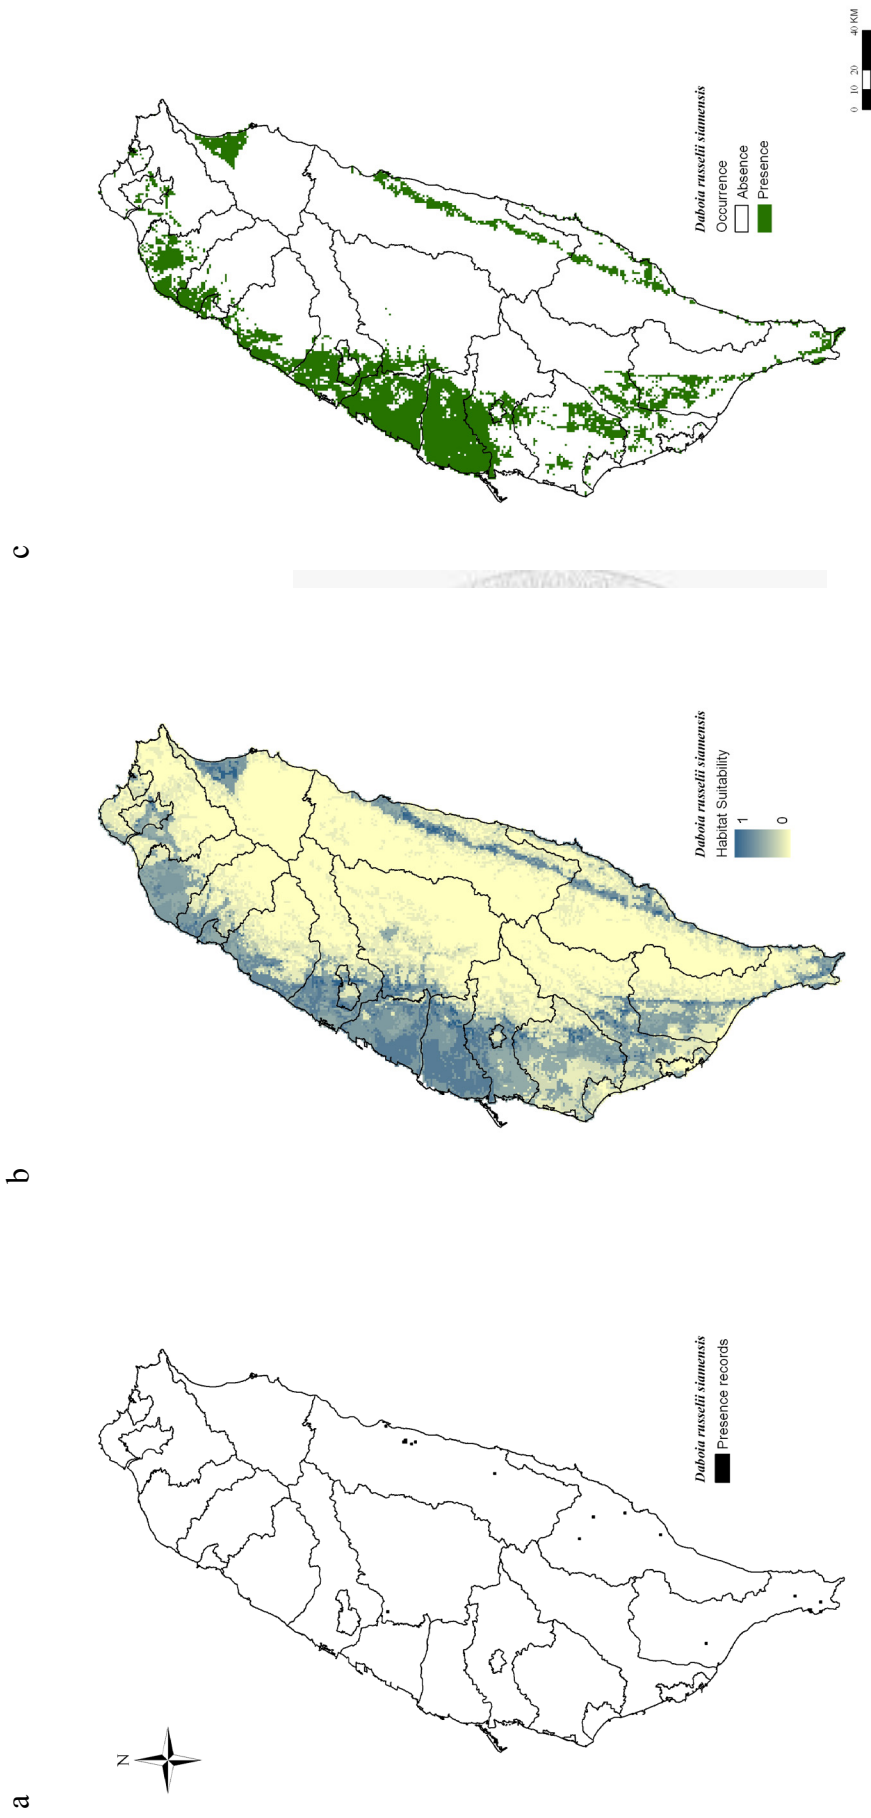 a
N
Daboia russelii siamensis
Presence records
b
Daboia russelii siamensis
Habitat Suitability
1
0
c
Daboia russelii siamensis
Occurrence
Absence
Presence
0 10 20 40 KM